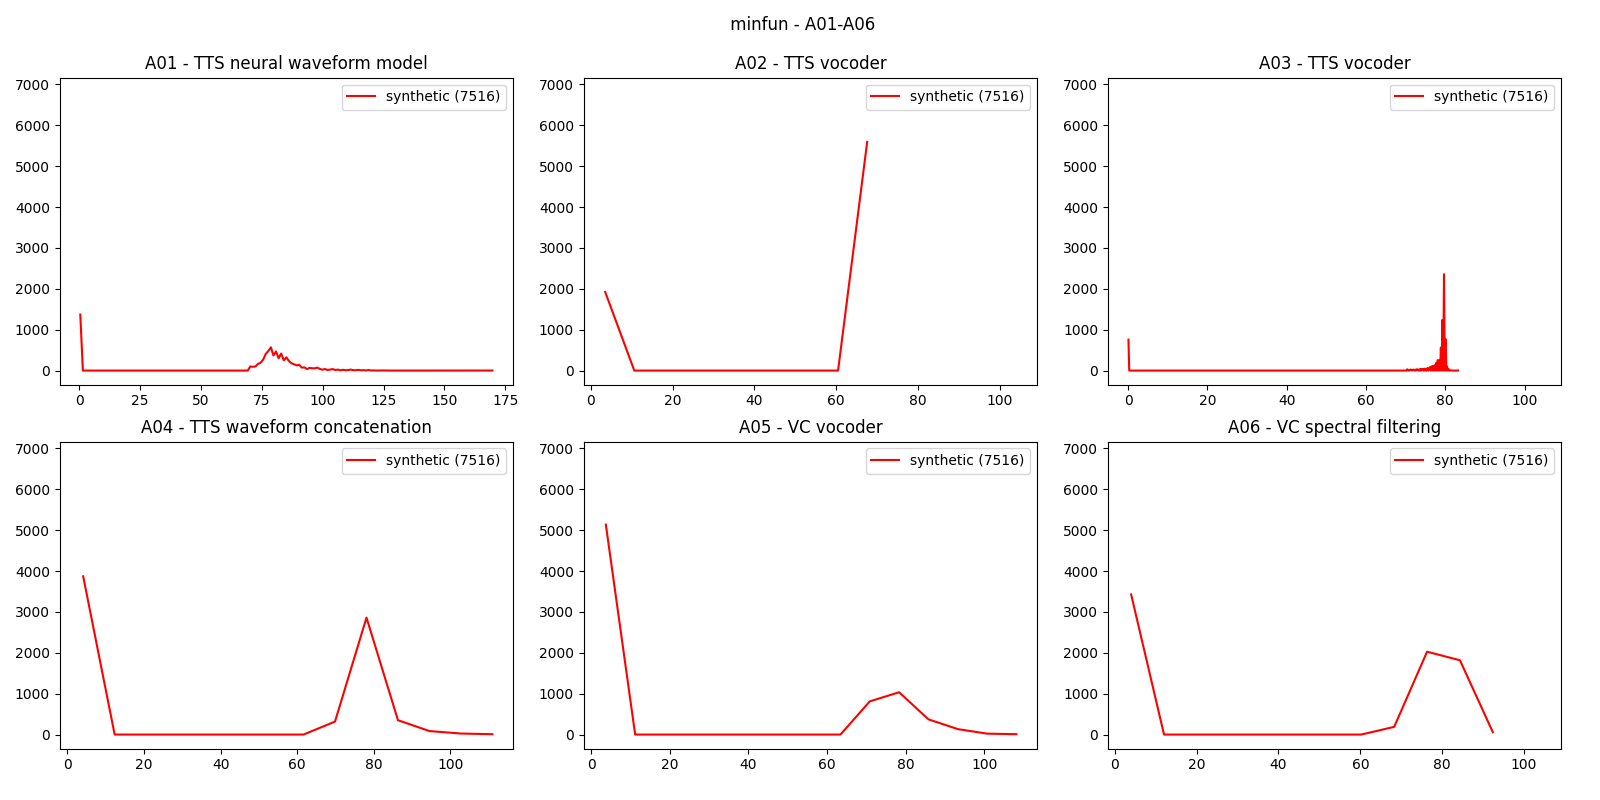 minfun - A01-A06
A01 - TTS neural waveform model
A02 - TTS vocoder
A03 - TTS vocoder
7000
6000
5000
4000
3000
2000
1000
0
synthetic (7516)
0 25 50 75 100 125 150 175
7000
6000
5000
4000
3000
2000
1000
0
synthetic (7516)
0 20 40 60 80 100
7000
6000
5000
4000
3000
2000
1000
0
synthetic (7516)
0 20 40 60 80 100
A04 - TTS waveform concatenation
A05 - VC vocoder
A06 - VC spectral filtering
7000
6000
5000
4000
3000
2000
1000
0
synthetic (7516)
0 20 40 60 80 100
7000
6000
5000
4000
3000
2000
1000
0
synthetic (7516)
0 20 40 60 80 100
7000
6000
5000
4000
3000
2000
1000
0
synthetic (7516)
0 20 40 60 80 100